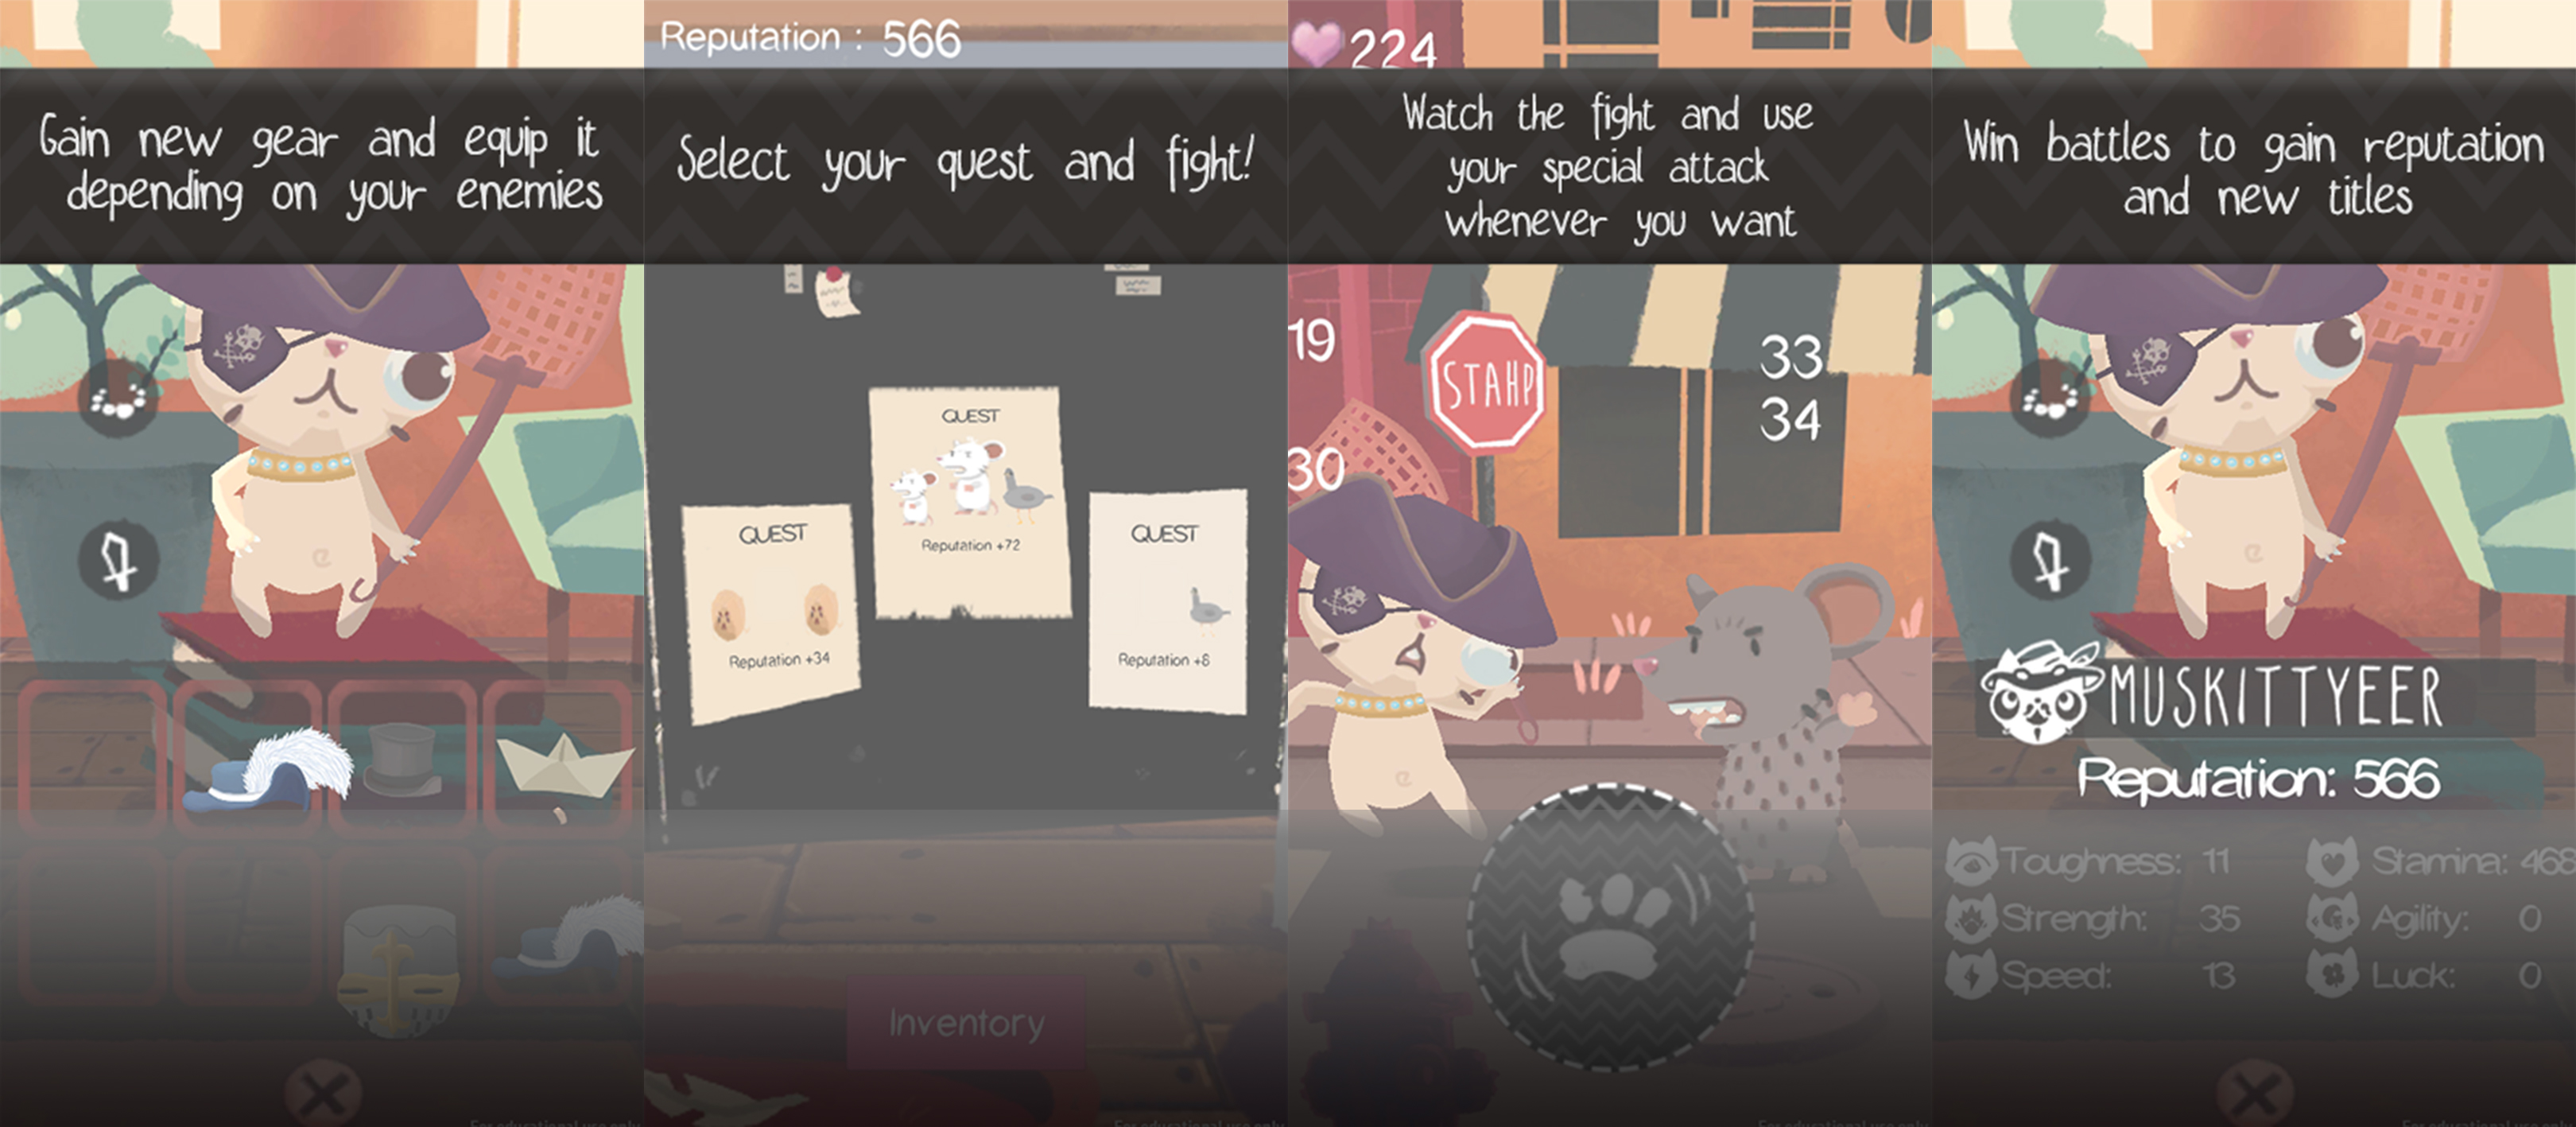 Gain new gear and equip it
depending on your enemies
Reputation : 566
Select your quest and fight!
QUEST
Reputation +34
QUEST
Reputation +72
QUEST
Reputation +8
Inventory
224
Watch the fight and use
your special attack
whenever you want
19
30
STAHP
33
34
Win battles to gain reputation
and new titles
MUSKITTYEER
Reputation: 566
Toughness: 11
Stamina: 468
Strength: 35
Agility: 0
Speed: 13
Luck: 0